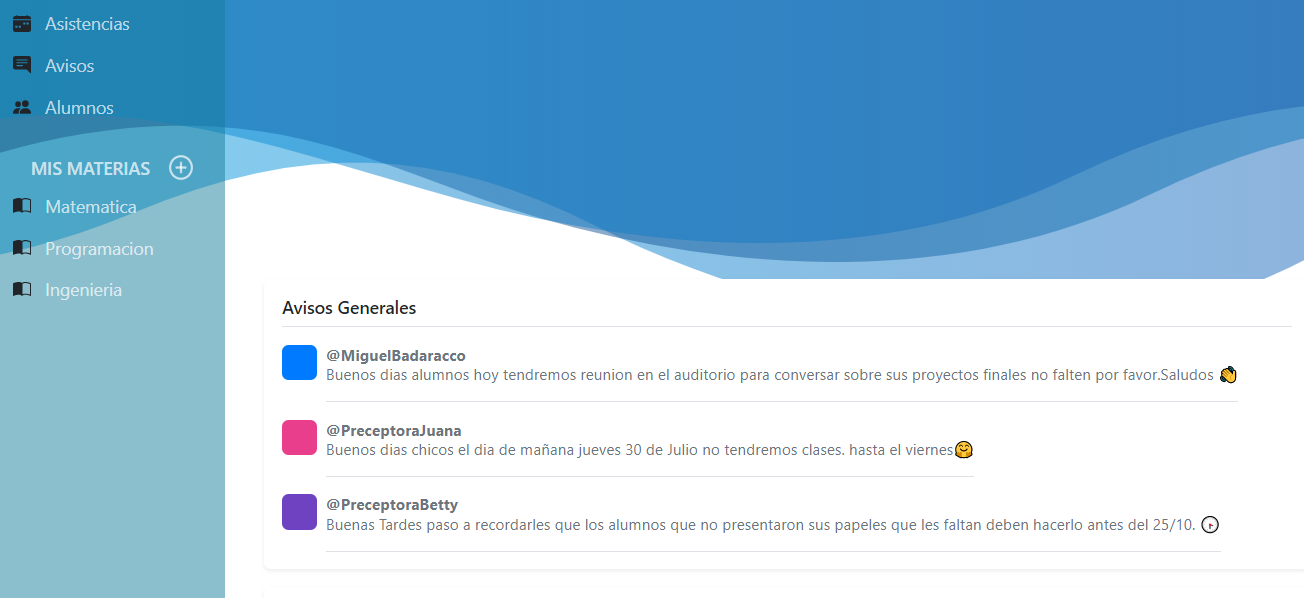 Asistencias
Avisos
Alumnos
MIS MATERIAS
Matematica
Programacion
Ingenieria
Avisos Generales
@MiguelBadaracco
Buenos dias alumnos hoy tendremos reunion en el auditorio para conversar sobre sus proyectos finales no falten por favor.Saludos 👏
@PreceptoraJuana
Buenos dias chicos el dia de mañana jueves 30 de Julio no tendremos clases. hasta el viernes🤗
@PreceptoraBetty
Buenas Tardes paso a recordarles que los alumnos que no presentaron sus papeles que les faltan deben hacerlo antes del 25/10.